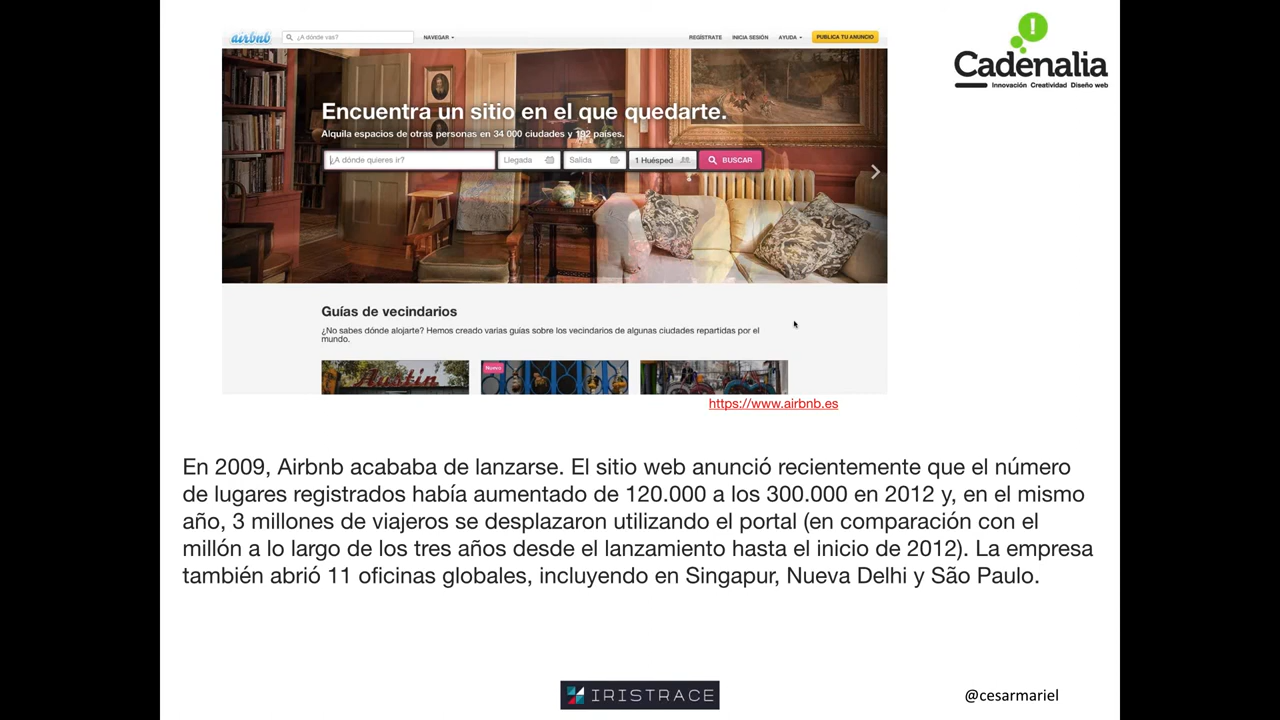 airbnb ¿A dónde vas? NAVEGAR REGÍSTRATE INICIA SESIÓN AYUDA PUBLICA TU ANUNCIO
Cadenalia
Innovación Creatividad Diseño web
Encuentra un sitio en el que quedarte.
Alquila espacios de otras personas en 34 000 ciudades y 192 países.
¿A dónde quieres ir? Llegada Salida 1 Huésped BUSCAR
Guías de vecindarios
¿No sabes dónde alojarte? Hemos creado varias guías sobre los vecindarios de algunas ciudades repartidas por el
mundo.
Austin
Nuevo
https://www.airbnb.es
En 2009, Airbnb acababa de lanzarse. El sitio web anunció recientemente que el número
de lugares registrados había aumentado de 120.000 a los 300.000 en 2012 y, en el mismo
año, 3 millones de viajeros se desplazaron utilizando el portal (en comparación con el
millón a lo largo de los tres años desde el lanzamiento hasta el inicio de 2012). La empresa
también abrió 11 oficinas globales, incluyendo en Singapur, Nueva Delhi y São Paulo.
IRISTRACE
@cesarmariel